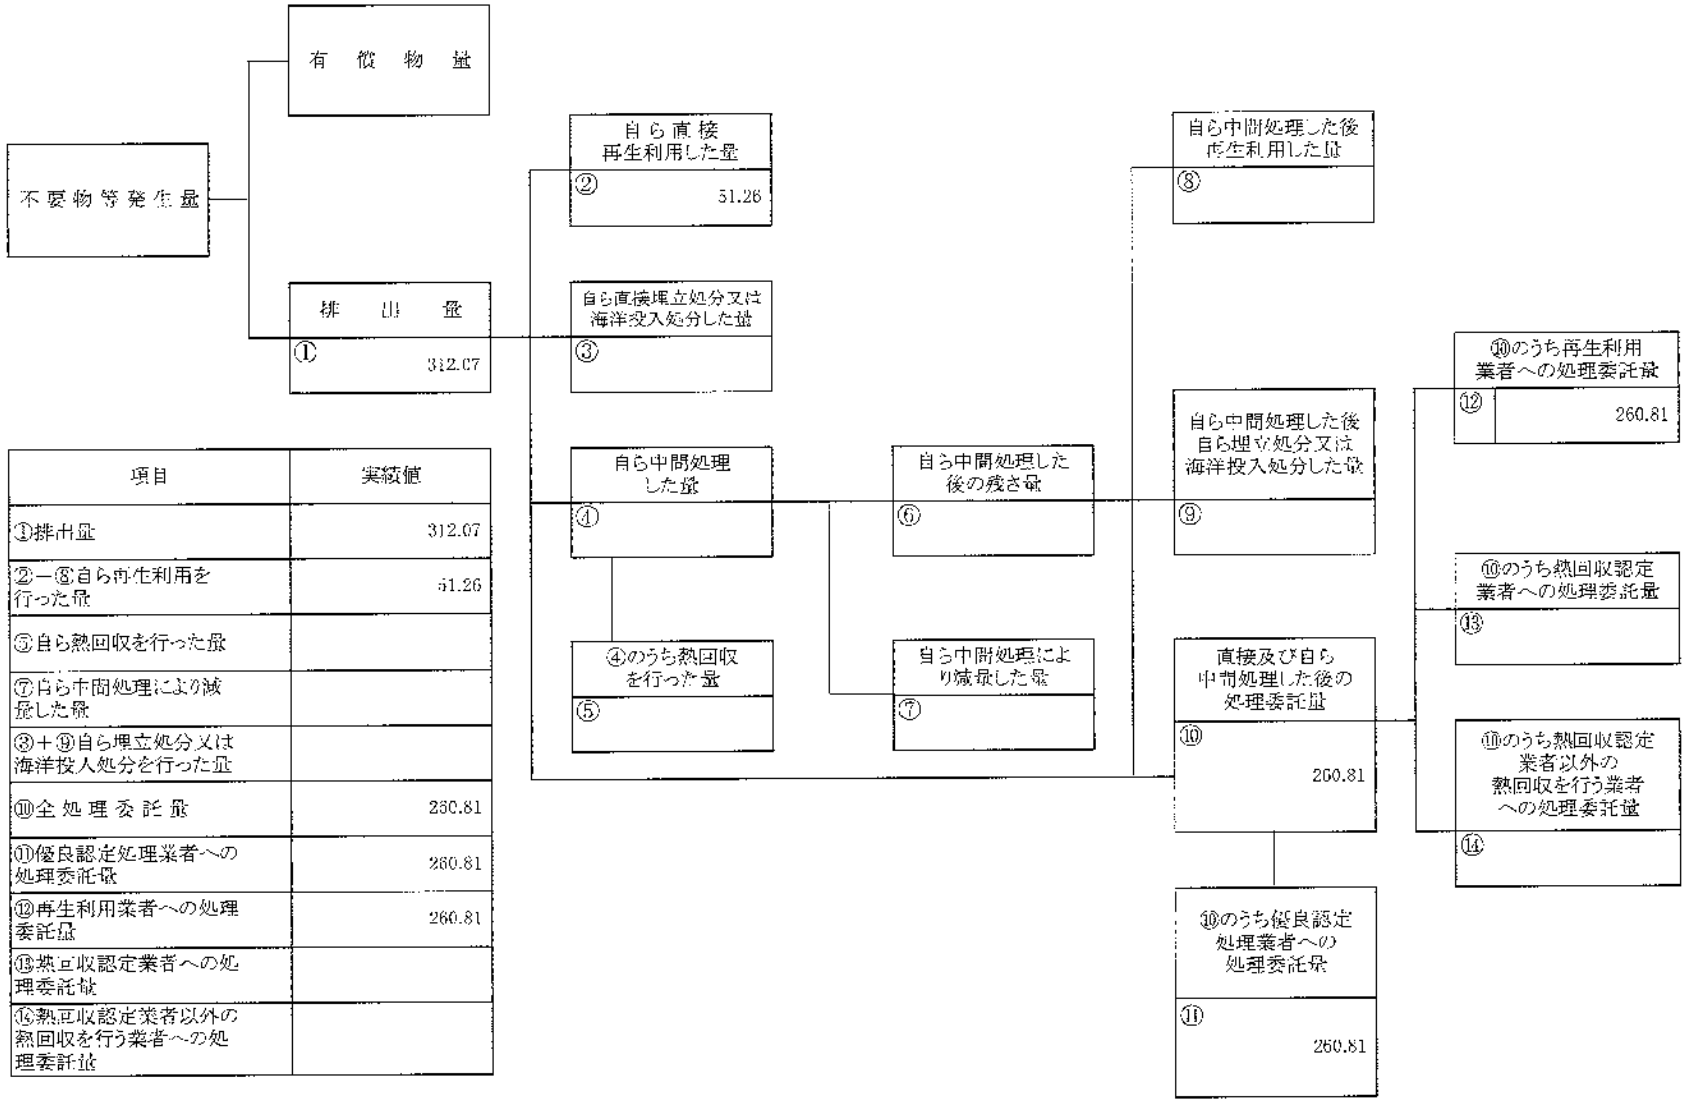 有償物量
不要物等発生量
排出量
①
312.07
自ら直接
再生利用した量
②
51.26
自ら直接埋立処分又は
海洋投入処分した量
③
自ら中間処理
した量
④
④のうち熱回収
を行った量
⑤
自ら中間処理した
後の残さ量
⑥
自ら中間処理によ
り減量した量
⑦
自ら中間処理した後
再生利用した量
⑧
自ら中間処理した後
自ら埋立処分又は
海洋投入処分した量
⑨
直接及び自ら
中間処理した後の
処理委託量
⑩
260.81
⑩のうち優良認定
処理業者への
処理委託量
⑪
260.81
⑩のうち再生利用
業者への処理委託量
⑫
260.81
⑩のうち熱回収認定
業者への処理委託量
⑬
⑩のうち熱回収認定
業者以外の
熱回収を行う業者
への処理委託量
⑭
項目 実績値
①排出量 312.07
②ー⑧自ら再生利用を
行った量 51.26
⑤自ら熱回収を行った量
⑦自ら中間処理により減
量した量
③+⑨自ら埋立処分又は
海洋投入処分を行った量
⑩全処理委託量 260.81
⑪優良認定処理業者への
処理委託量 260.81
⑫再生利用業者への処理
委託量 260.81
⑬熱回収認定業者への処
理委託量
⑭熱回収認定業者以外の
熱回収を行う業者への処
理委託量